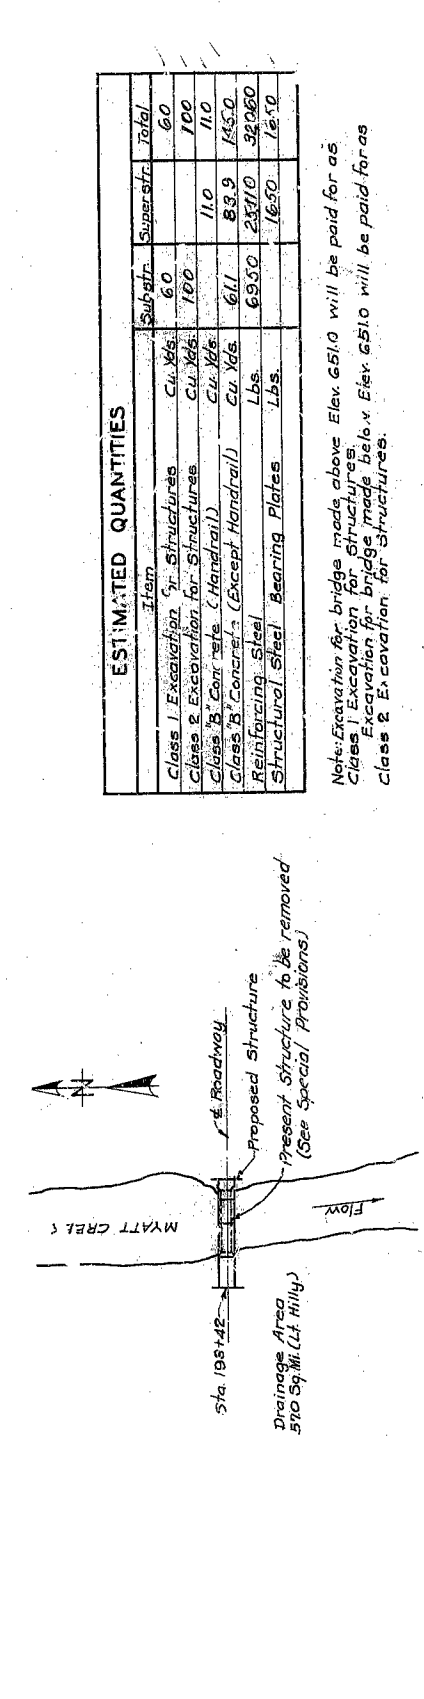 ESTIMATED QUANTITIES
Item Substr. Superstr. Total
Class 1 Excavation for Structures Cu. Yds. 60 60
Class 2 Excavation for Structures Cu. Yds. 100 100
Class "B" Concrete (Handrail) Cu. Yds. 11.0 11.0
Class "B" Concrete (Except Handrail) Cu. Yds. 61.1 83.9 145.0
Reinforcing Steel Lbs. 6950 25110 32060
Structural Steel Bearing Plates Lbs. 1650 1650
Note: Excavation for bridge made above Elev. 651.0 will be paid for as
Class 1 Excavation for Structures.
Excavation for bridge made below Elev. 651.0 will be paid for as
Class 2 Excavation for Structures.
N
MYATT CREEK
Sta. 198+42
℄ Roadway
Proposed Structure
Present Structure to be removed
(See Special Provisions)
Flow
Drainage Area
570 Sq. Mi. (Lt. Hilly)